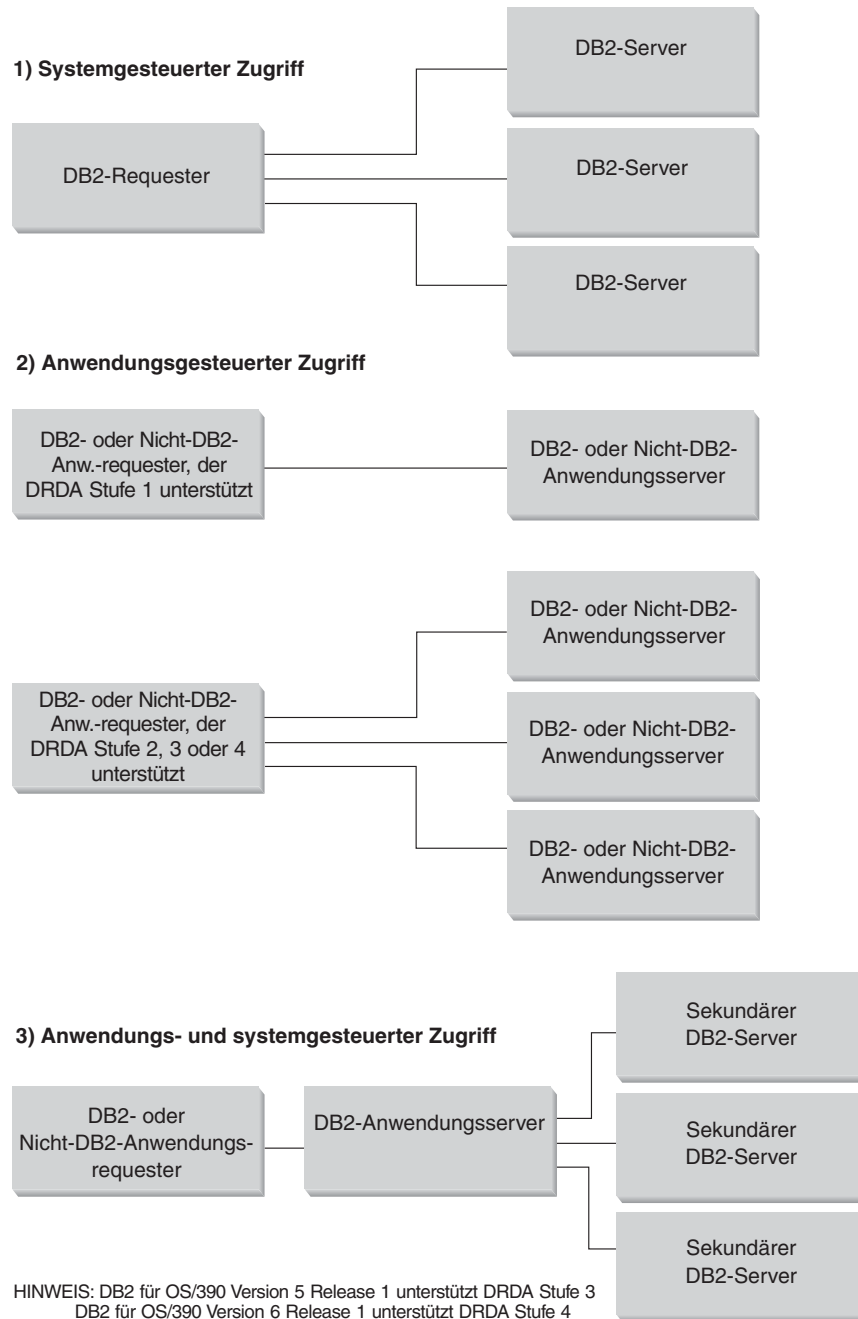 1) Systemgesteuerter Zugriff
DB2-Requester
DB2-Server
DB2-Server
DB2-Server
2) Anwendungsgesteuerter Zugriff
DB2- oder Nicht-DB2-
Anw.-requester, der
DRDA Stufe 1 unterstützt
DB2- oder Nicht-DB2-
Anwendungsserver
DB2- oder Nicht-DB2-
Anw.-requester, der
DRDA Stufe 2, 3 oder 4
unterstützt
DB2- oder Nicht-DB2-
Anwendungsserver
DB2- oder Nicht-DB2-
Anwendungsserver
DB2- oder Nicht-DB2-
Anwendungsserver
3) Anwendungs- und systemgesteuerter Zugriff
DB2- oder
Nicht-DB2-Anwendungs-
requester
DB2-Anwendungsserver
Sekundärer
DB2-Server
Sekundärer
DB2-Server
Sekundärer
DB2-Server
HINWEIS: DB2 für OS/390 Version 5 Release 1 unterstützt DRDA Stufe 3
DB2 für OS/390 Version 6 Release 1 unterstützt DRDA Stufe 4